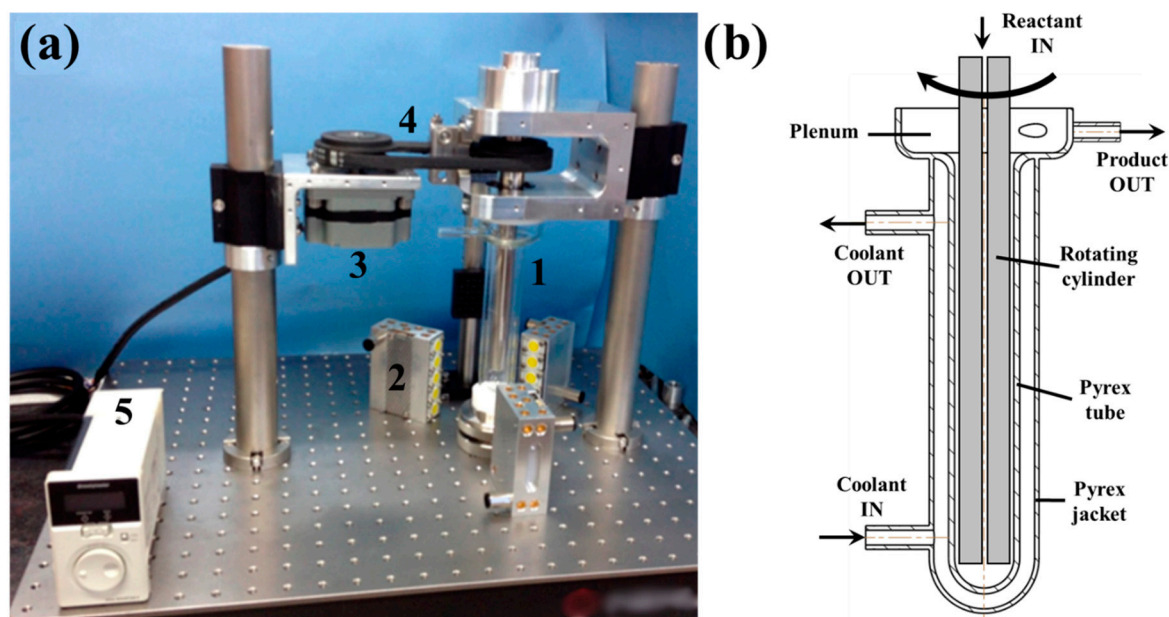 (a)
4
3
1
2
5
(b)
Reactant
IN
Plenum
Product
OUT
Coolant
OUT
Rotating
cylinder
Pyrex
tube
Coolant
IN
Pyrex
jacket